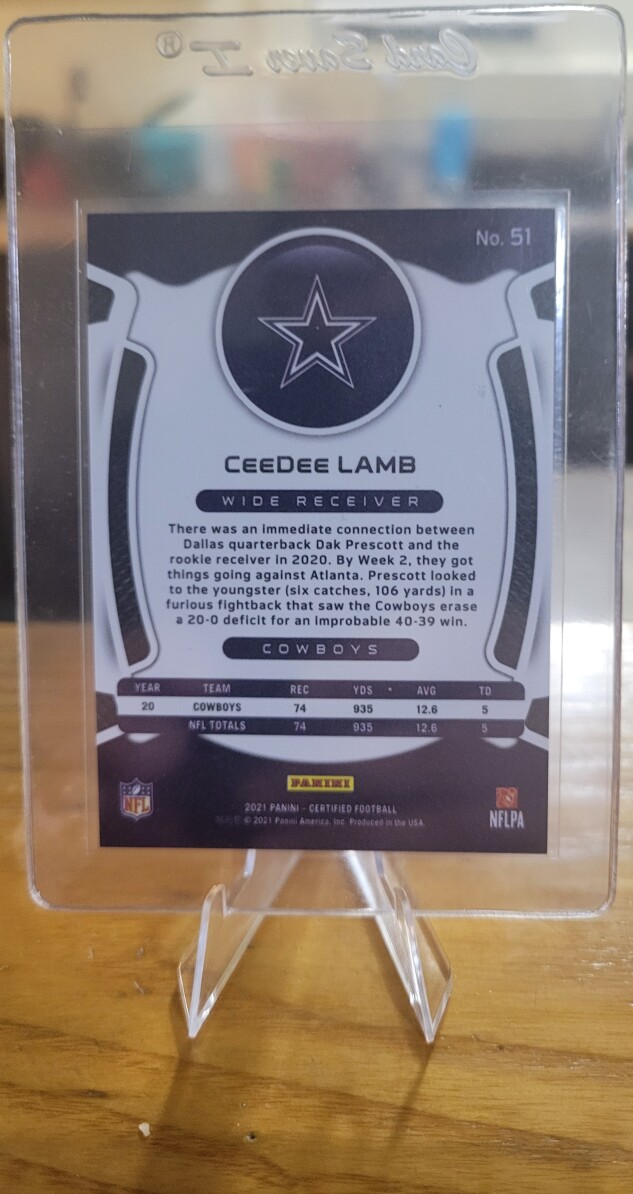 Card Saver I®
No. 51
CEEDEE LAMB
WIDE RECEIVER
There was an immediate connection between
Dallas quarterback Dak Prescott and the
rookie receiver in 2020. By Week 2, they got
things going against Atlanta. Prescott looked
to the youngster (six catches, 106 yards) in a
furious fightback that saw the Cowboys erase
a 20-0 deficit for an improbable 40-39 win.
COWBOYS
YEAR TEAM REC YDS AVG TD
20 COWBOYS 74 935 12.6 5
NFL TOTALS 74 935 12.6 5
PANINI
NFL
2021 PANINI - CERTIFIED FOOTBALL
© 2021 Panini America, Inc. Produced in the USA.
NFLPA